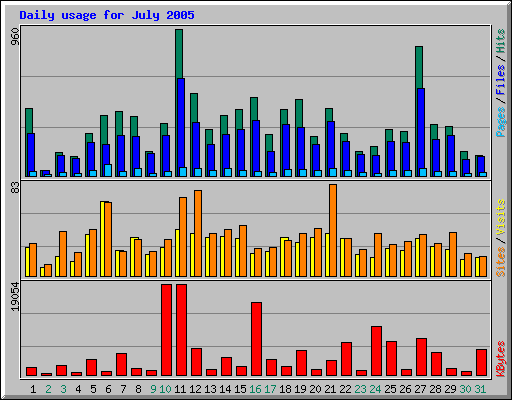 Daily usage for July 2005
960
Pages / Files / Hits
83
Sites / Visits
19054
KBytes
1 2 3 4 5 6 7 8 9 10 11 12 13 14 15 16 17 18 19 20 21 22 23 24 25 26 27 28 29 30 31